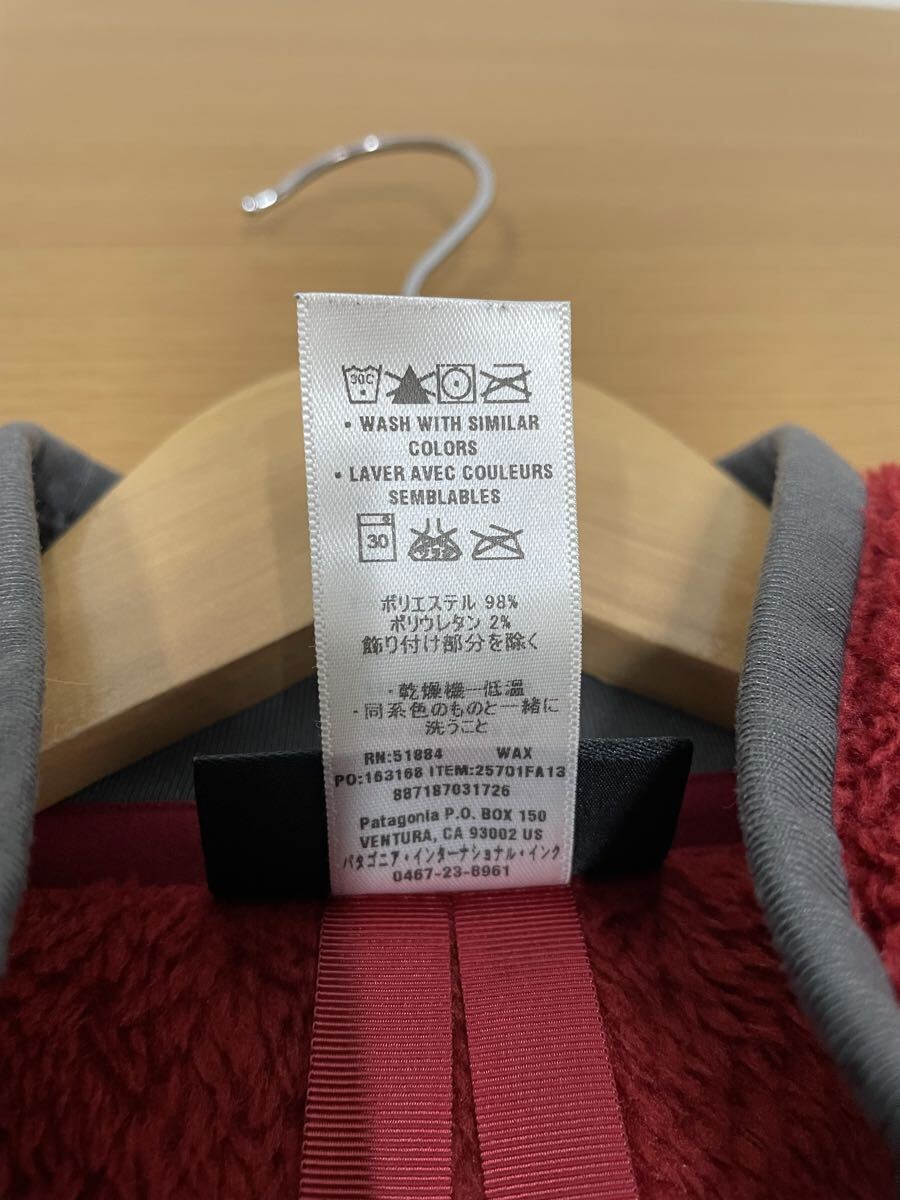 30C
• WASH WITH SIMILAR
COLORS
• LAVER AVEC COULEURS
SEMBLABLES
30
ポリエステル 98%
ポリウレタン 2%
飾り付け部分を除く
・乾燥機ー低温
・同系色のものと一緒に
洗うこと
RN:51884 WAX
PO:163168 ITEM:25701FA13
887187031726
Patagonia P.O. BOX 150
VENTURA, CA 93002 US
パタゴニア・インターナショナル・インク
0467-23-8961